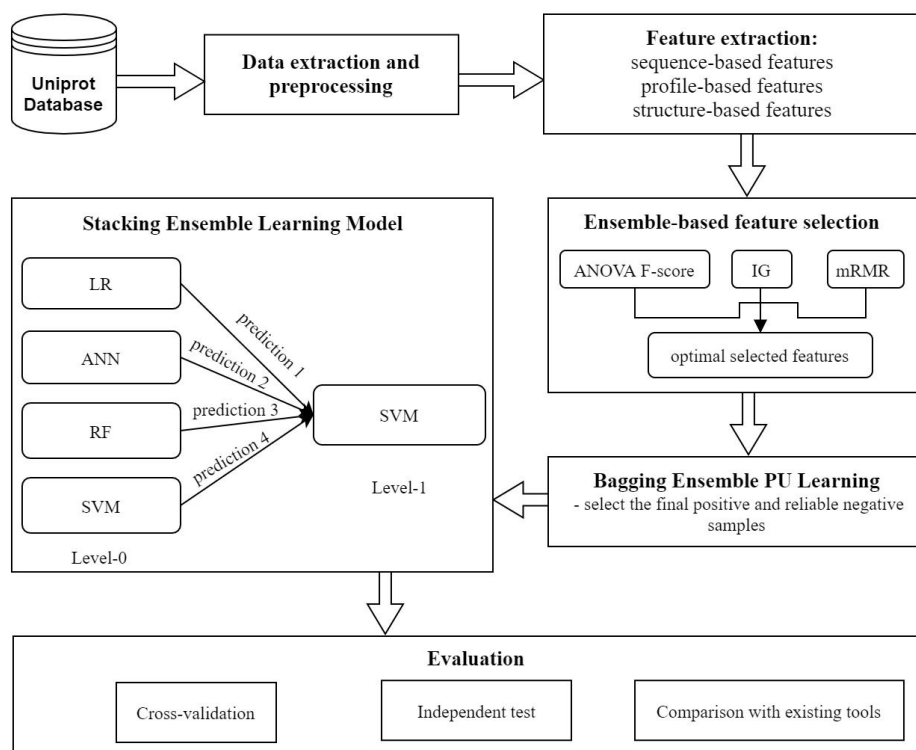 Uniprot
Database
Data extraction and
preprocessing
Feature extraction:
sequence-based features
profile-based features
structure-based features
Ensemble-based feature selection
ANOVA F-score
IG
mRMR
optimal selected features
Bagging Ensemble PU Learning
- select the final positive and reliable negative
samples
Stacking Ensemble Learning Model
LR
ANN
RF
SVM
Level-0
prediction 1
prediction 2
prediction 3
prediction 4
SVM
Level-1
Evaluation
Cross-validation
Independent test
Comparison with existing tools